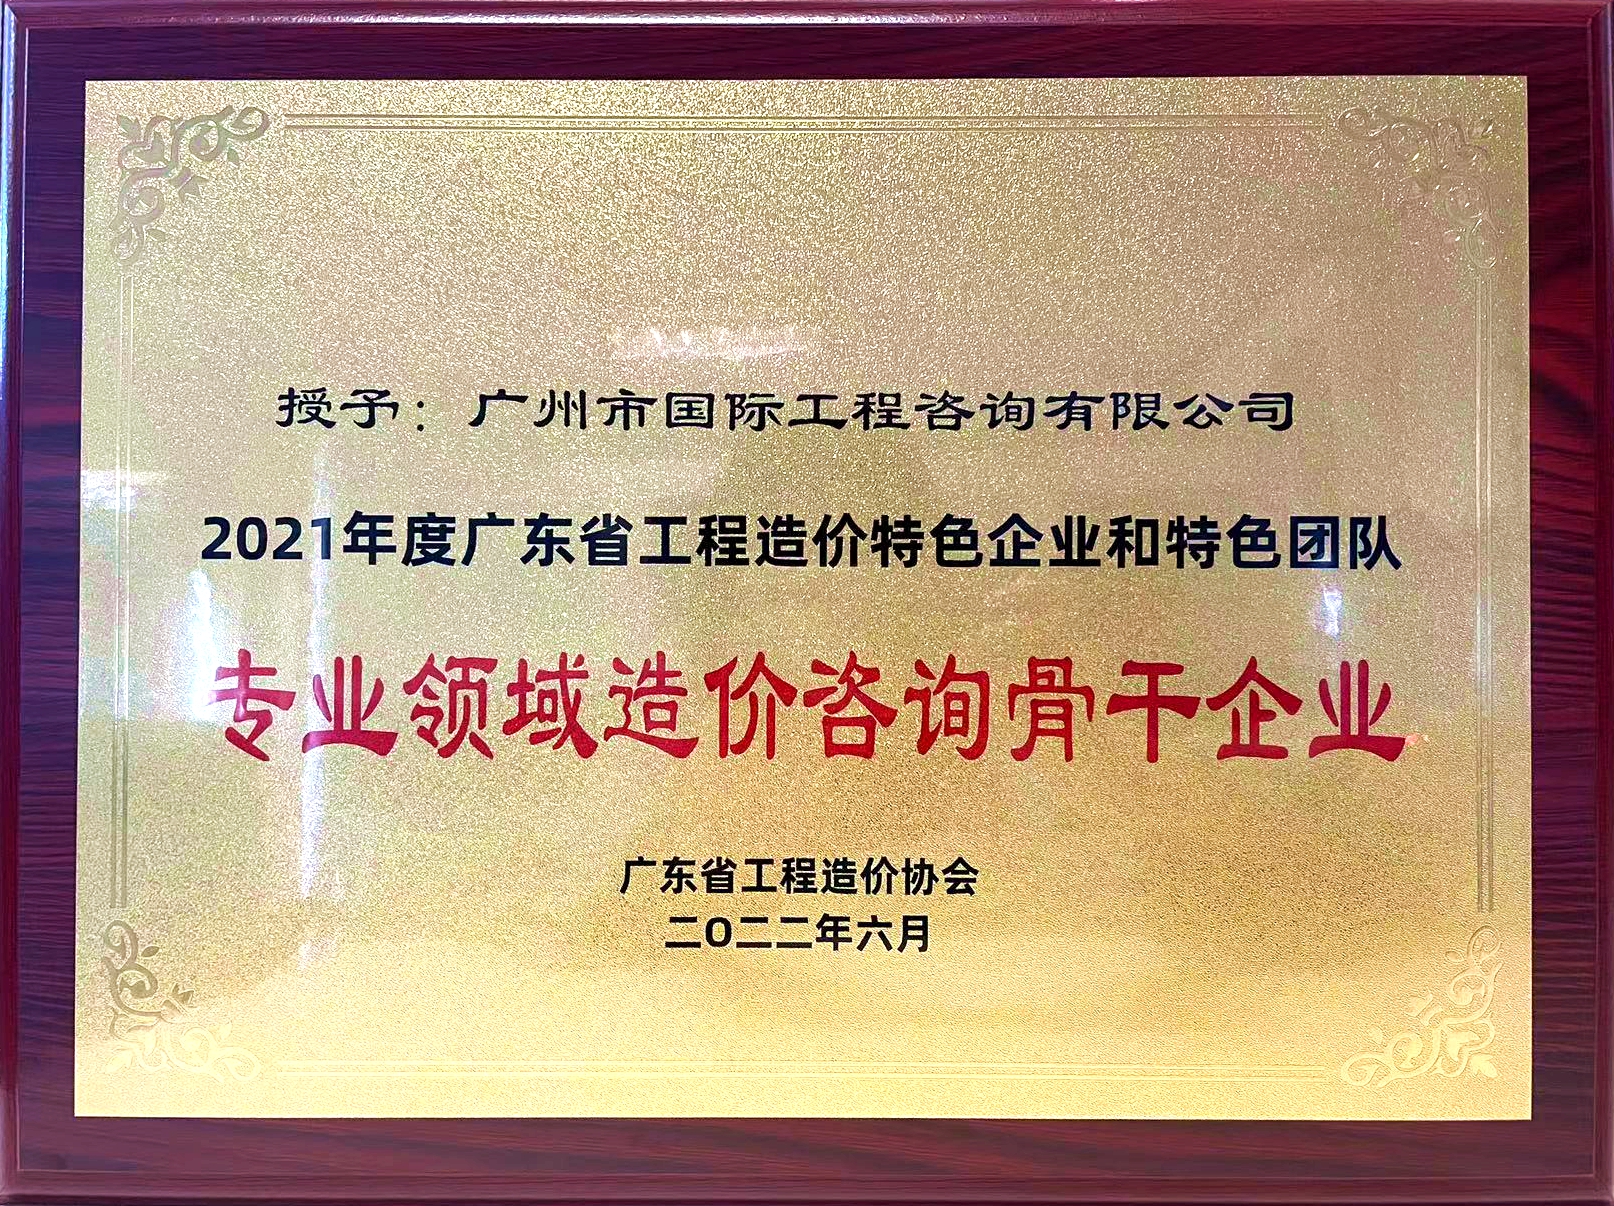 授予：广州市国际工程咨询有限公司
2021年度广东省工程造价特色企业和特色团队
专业领域造价咨询骨干企业
广东省工程造价协会
二O二二年六月